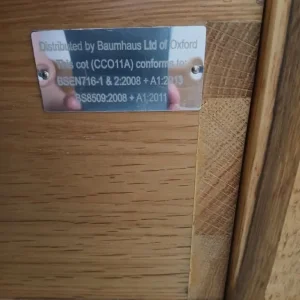 Distributed by Baumhaus Ltd of Oxford
This cot (CCO11A) conforms to
BSEN716-1 & 2:2008 + A1:2013
BS8509:2008 + A1:2011